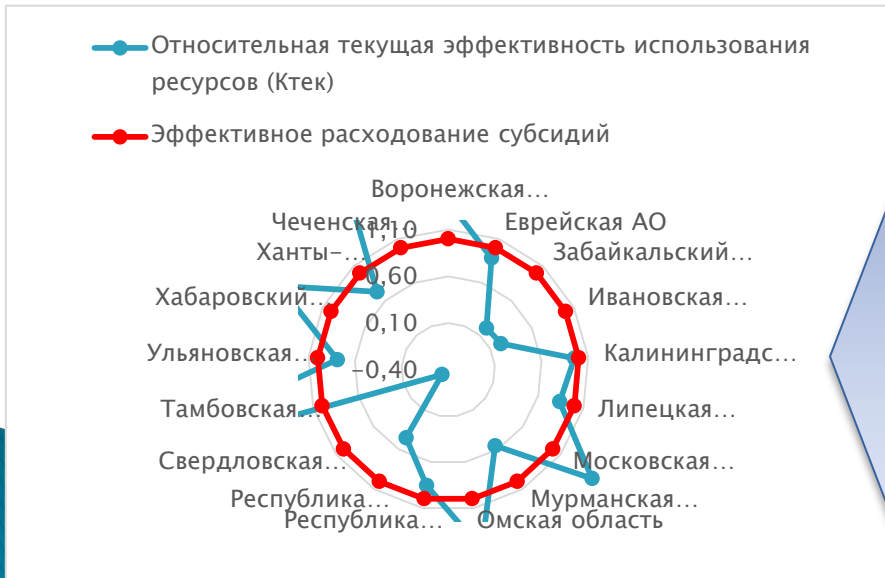 Относительная текущая эффективность использования
ресурсов (Ктек)
Эффективное расходование субсидий
Воронежская…
Еврейская АО
Забайкальский…
Ивановская…
Калининградс…
Липецкая…
Московская…
Мурманская…
Омская область
Республика…
Республика…
Свердловская…
Тамбовская…
Ульяновская…
Хабаровский…
Ханты-…
Чеченская…
1,10
0,60
0,10
-0,40